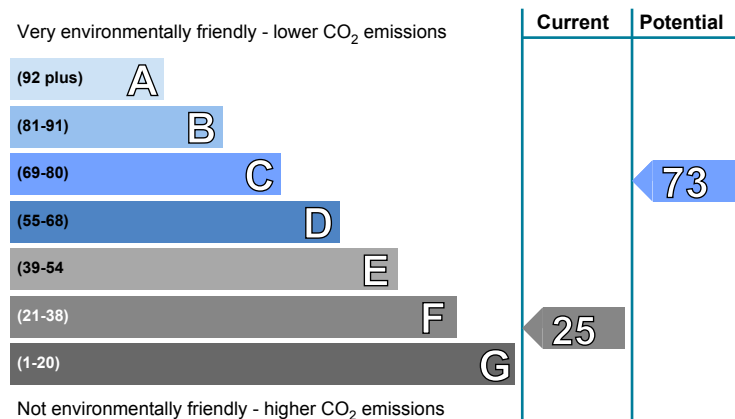 Very environmentally friendly - lower CO₂ emissions
Current
Potential
(92 plus) A
(81-91) B
(69-80) C
73
(55-68) D
(39-54 E
(21-38) F
25
(1-20) G
Not environmentally friendly - higher CO₂ emissions